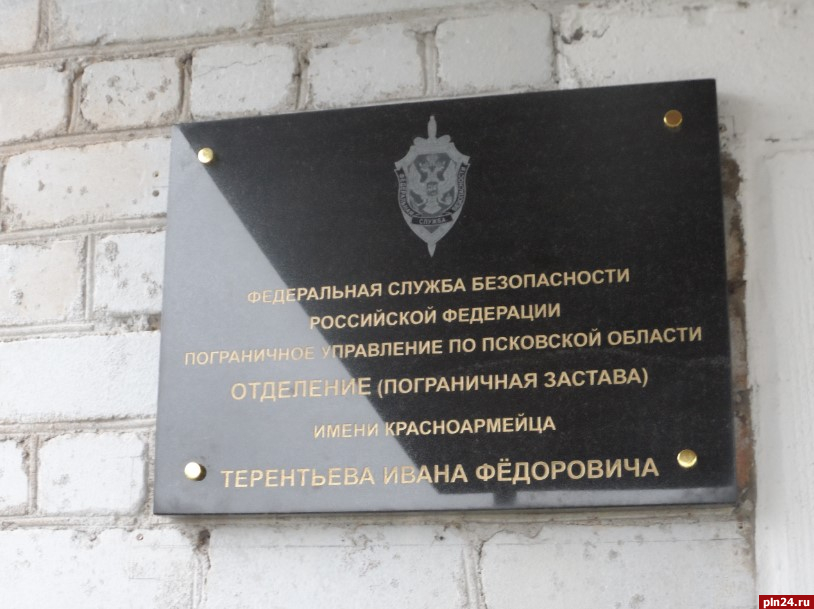 ФЕДЕРАЛЬНАЯ СЛУЖБА БЕЗОПАСНОСТИ
РОССИЙСКОЙ ФЕДЕРАЦИИ
ПОГРАНИЧНОЕ УПРАВЛЕНИЕ ПО ПСКОВСКОЙ ОБЛАСТИ
ОТДЕЛЕНИЕ (ПОГРАНИЧНАЯ ЗАСТАВА)
ИМЕНИ КРАСНОАРМЕЙЦА
ТЕРЕНТЬЕВА ИВАНА ФЁДОРОВИЧА
pln24.ru